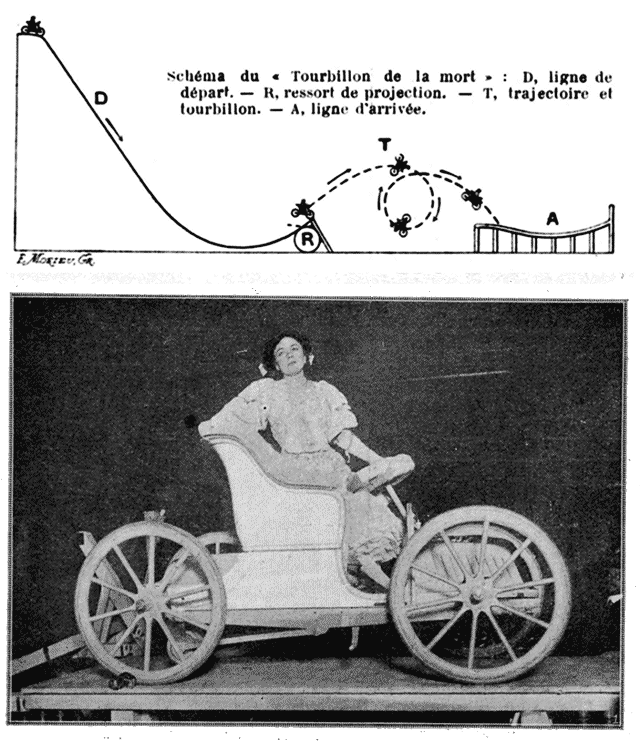 D
Schéma du « Tourbillon de la mort » : D, ligne de
départ. — R, ressort de projection. — T, trajectoire et
tourbillon. — A, ligne d'arrivée.
T
A
R
F. MORIEU, GR.